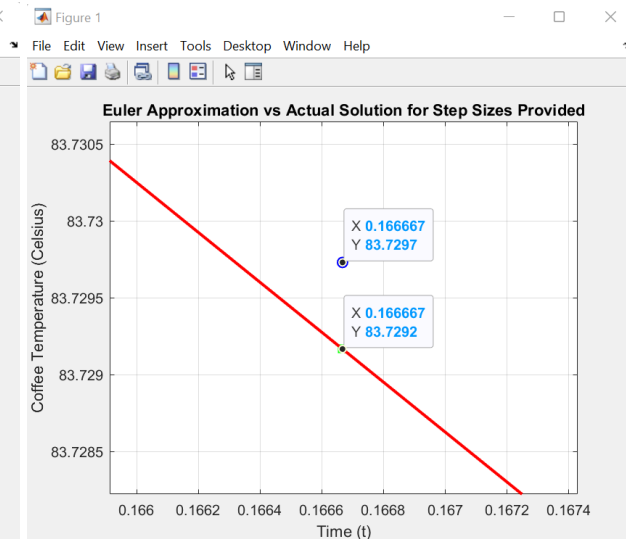 Figure 1
File Edit View Insert Tools Desktop Window Help
Euler Approximation vs Actual Solution for Step Sizes Provided
83.7305
83.73
83.7295
83.729
83.7285
Coffee Temperature (Celsius)
X 0.166667
Y 83.7297
X 0.166667
Y 83.7292
0.166 0.1662 0.1664 0.1666 0.1668 0.167 0.1672 0.1674
Time (t)